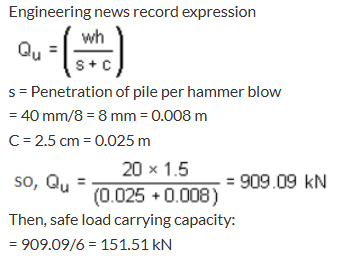 Engineering news record expression
Qu = (wh / s + c)
s = Penetration of pile per hammer blow
= 40 mm/8 = 8 mm = 0.008 m
C = 2.5 cm = 0.025 m
so, Qu = 20 × 1.5 / (0.025 + 0.008) = 909.09 kN
Then, safe load carrying capacity:
= 909.09/6 = 151.51 kN